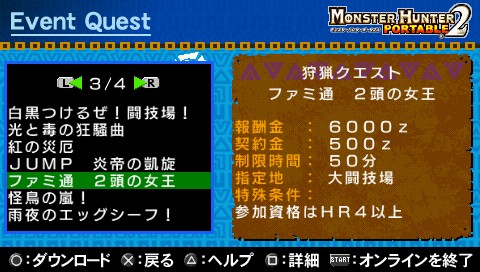 Event Quest
MONSTER HUNTER
PORTABLE 2
L 3/4 R
白黒つけるぜ！闘技場！
光と毒の狂騒曲
紅の災厄
ＪＵＭＰ　炎帝の凱旋
ファミ通　２頭の女王
怪鳥の嵐！
雨夜のエッグシーフ！
狩猟クエスト
ファミ通　２頭の女王
報酬金　：　６０００ｚ
契約金　：　５００ｚ
制限時間：　５０分
指定地　：　大闘技場
特殊条件：
参加資格はＨＲ４以上
○:ダウンロード　×:戻る　△:ヘルプ　□:詳細　START:オンラインを終了